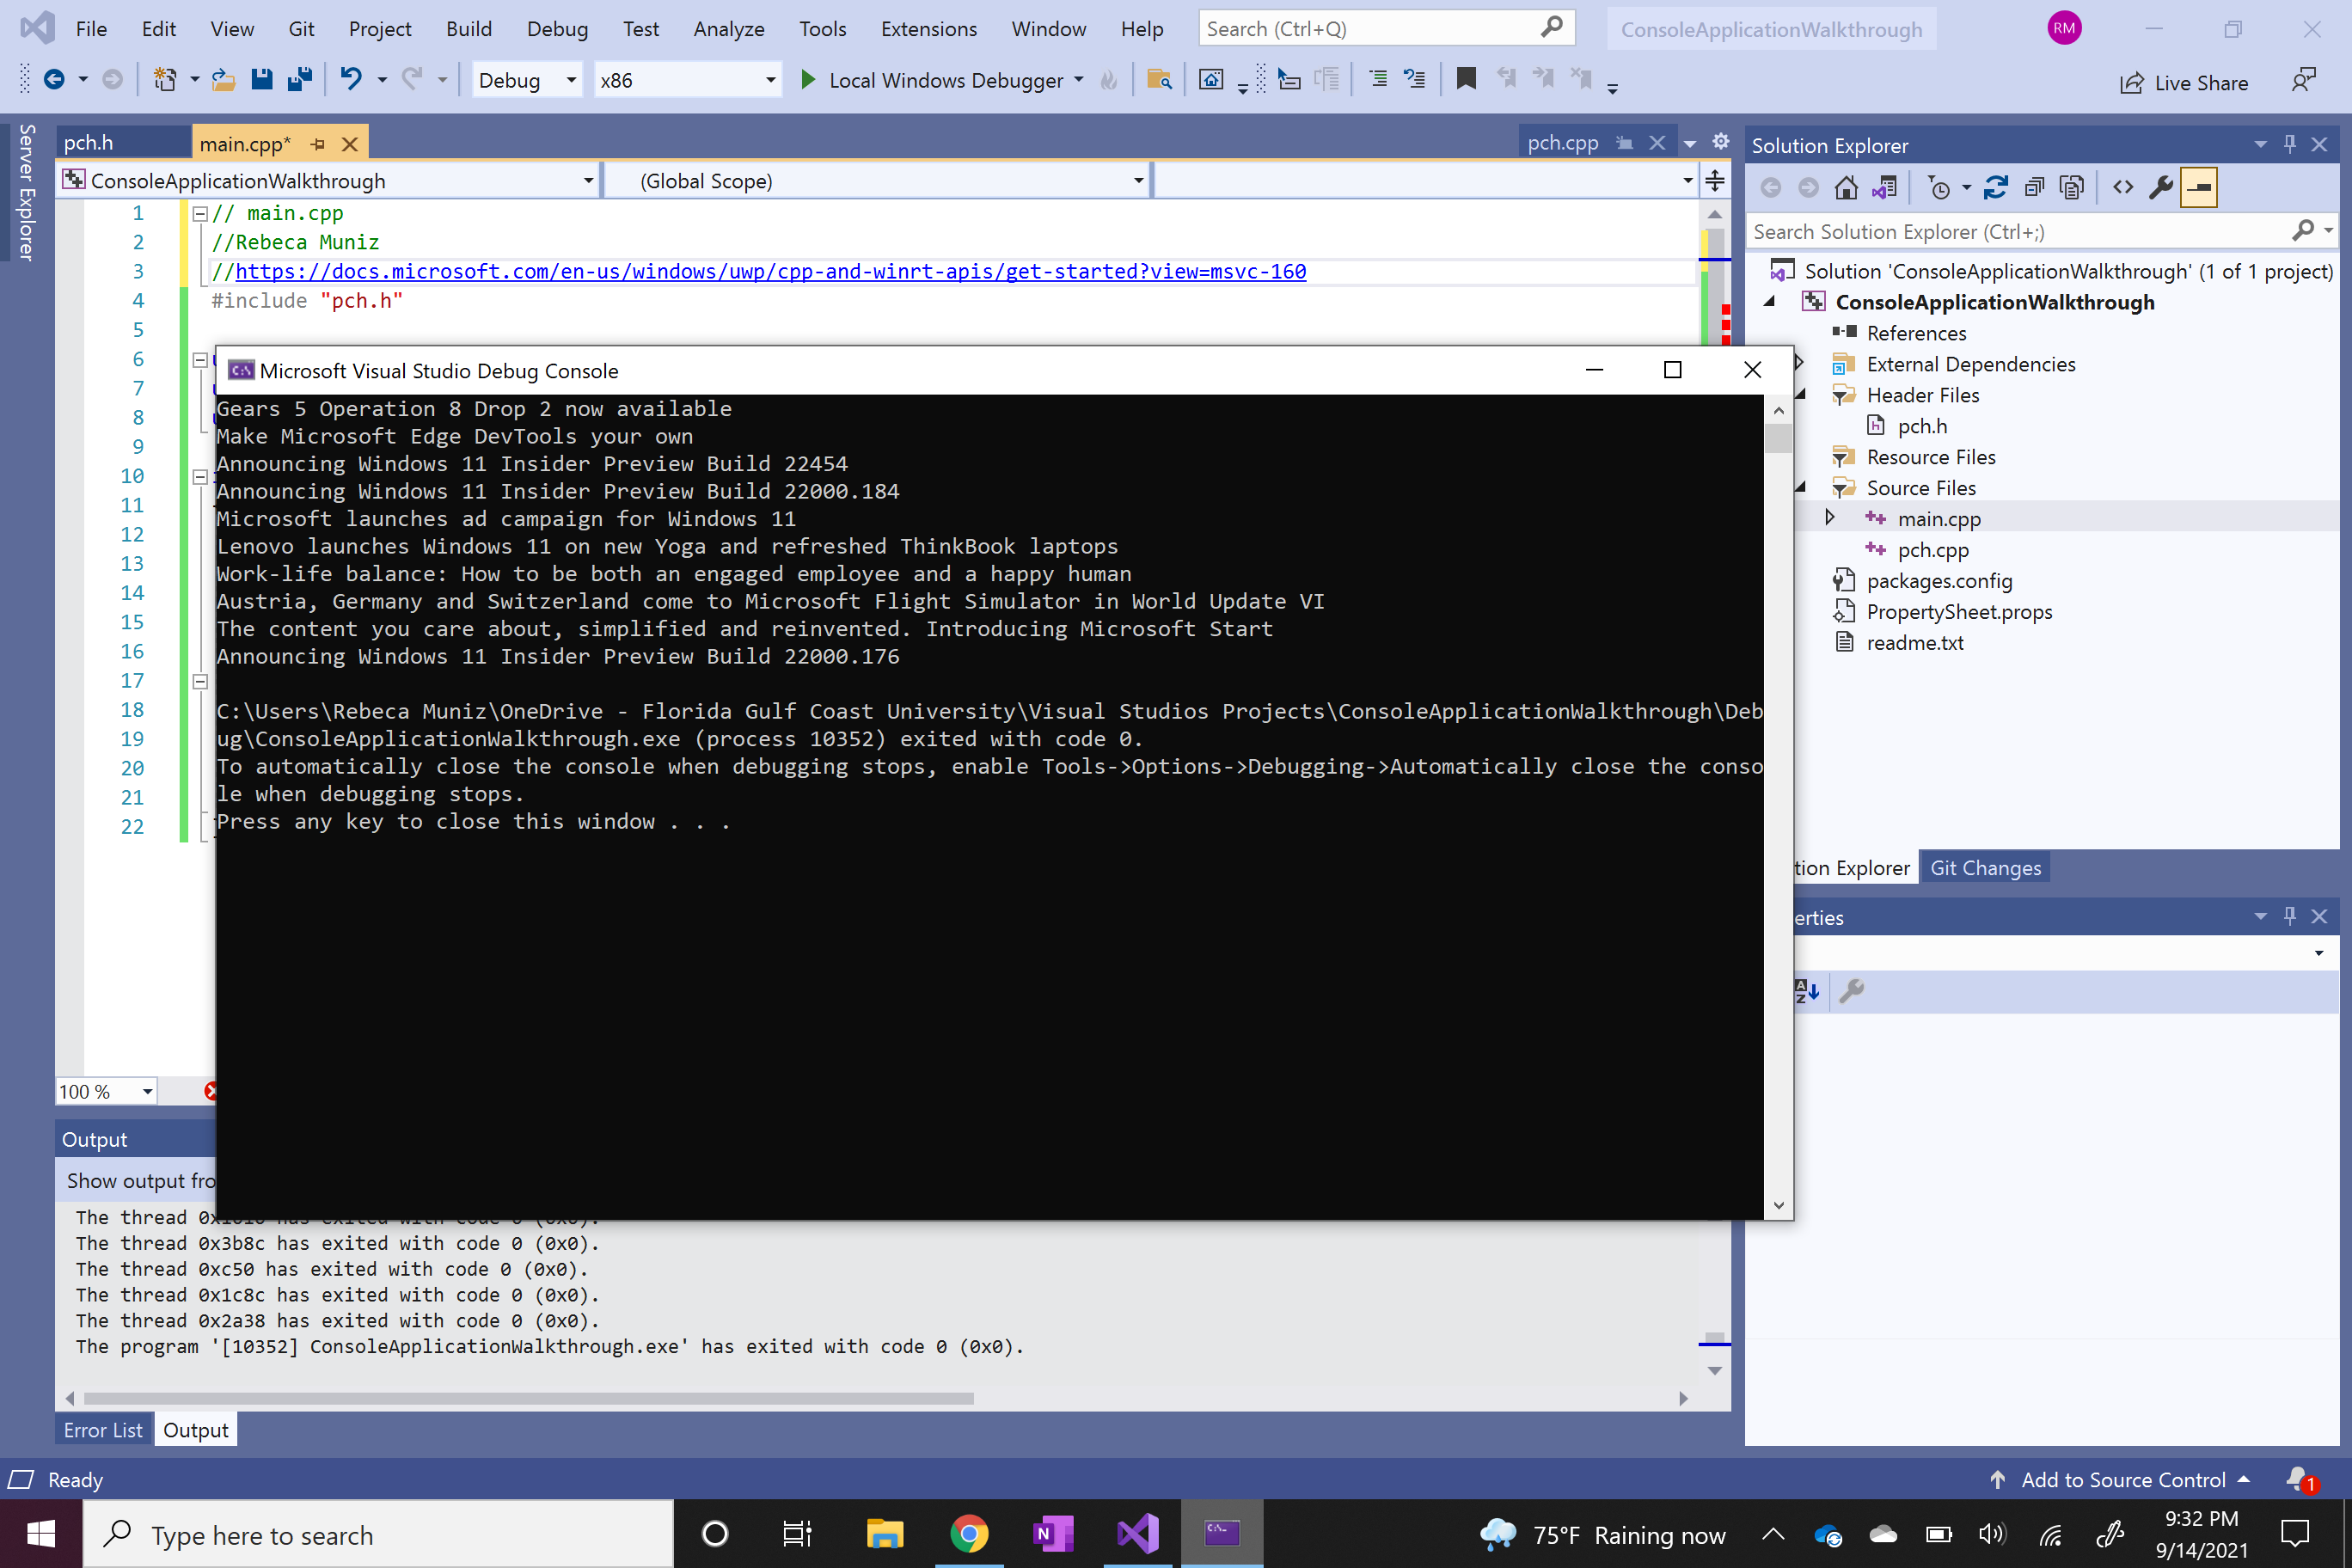 File Edit View Git Project Build Debug Test Analyze Tools Extensions Window Help Search (Ctrl+Q) ConsoleApplicationWalkthrough RM
Debug x86 Local Windows Debugger Live Share
Server Explorer
pch.h main.cpp* pch.cpp
ConsoleApplicationWalkthrough (Global Scope)
1 // main.cpp
2 //Rebeca Muniz
3 //https://docs.microsoft.com/en-us/windows/uwp/cpp-and-winrt-apis/get-started?view=msvc-160
4 #include "pch.h"
5
6
7
8
9
10
11
12
13
14
15
16
17
18
19
20
21
22
Microsoft Visual Studio Debug Console
Gears 5 Operation 8 Drop 2 now available
Make Microsoft Edge DevTools your own
Announcing Windows 11 Insider Preview Build 22454
Announcing Windows 11 Insider Preview Build 22000.184
Microsoft launches ad campaign for Windows 11
Lenovo launches Windows 11 on new Yoga and refreshed ThinkBook laptops
Work-life balance: How to be both an engaged employee and a happy human
Austria, Germany and Switzerland come to Microsoft Flight Simulator in World Update VI
The content you care about, simplified and reinvented. Introducing Microsoft Start
Announcing Windows 11 Insider Preview Build 22000.176
C:\Users\Rebeca Muniz\OneDrive - Florida Gulf Coast University\Visual Studios Projects\ConsoleApplicationWalkthrough\Deb
ug\ConsoleApplicationWalkthrough.exe (process 10352) exited with code 0.
To automatically close the console when debugging stops, enable Tools->Options->Debugging->Automatically close the conso
le when debugging stops.
Press any key to close this window . . .
Solution Explorer
Search Solution Explorer (Ctrl+;)
Solution 'ConsoleApplicationWalkthrough' (1 of 1 project)
ConsoleApplicationWalkthrough
References
External Dependencies
Header Files
pch.h
Resource Files
Source Files
main.cpp
pch.cpp
packages.config
PropertySheet.props
readme.txt
tion Explorer Git Changes
erties
100 %
Output
Show output fro
The thread has exited with code 0 (0x0).
The thread 0x3b8c has exited with code 0 (0x0).
The thread 0xc50 has exited with code 0 (0x0).
The thread 0x1c8c has exited with code 0 (0x0).
The thread 0x2a38 has exited with code 0 (0x0).
The program '[10352] ConsoleApplicationWalkthrough.exe' has exited with code 0 (0x0).
Error List Output
Ready Add to Source Control 1
Type here to search 75°F Raining now 9:32 PM
9/14/2021